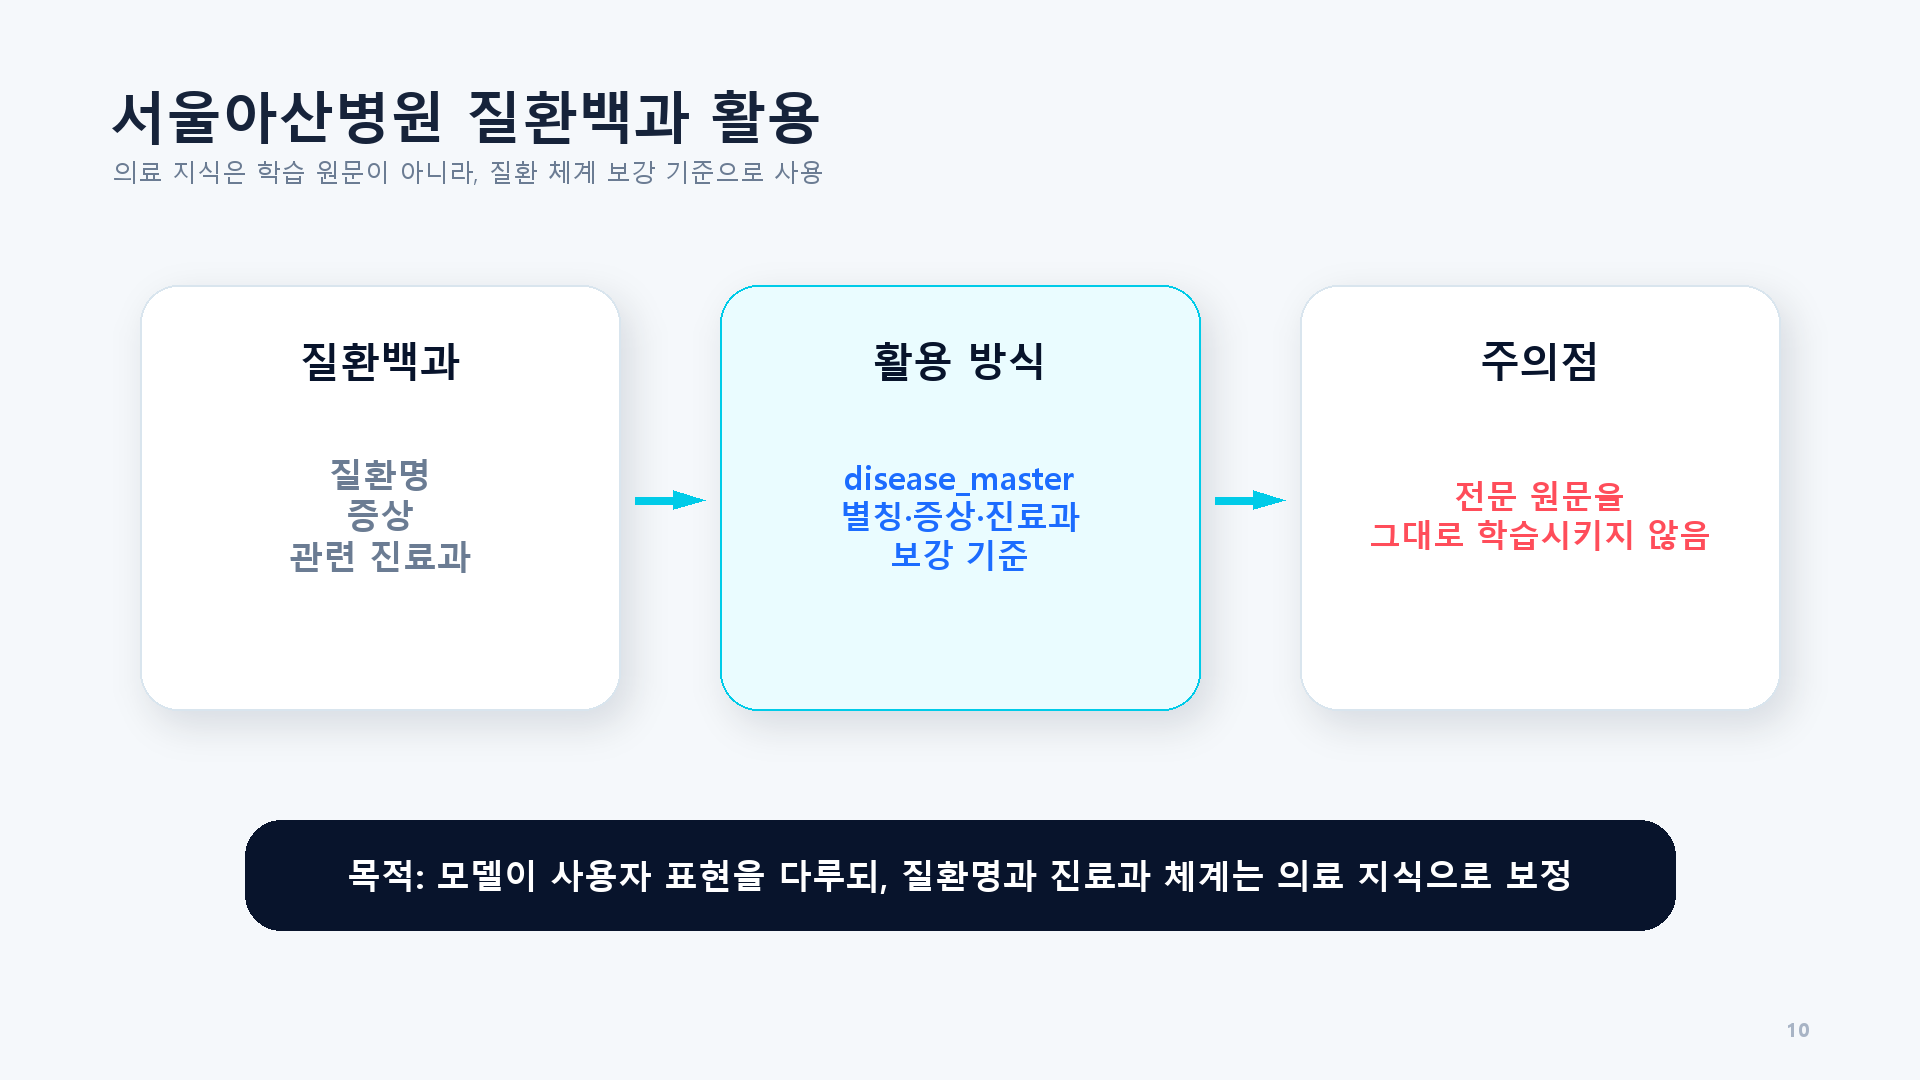 서울아산병원 질환백과 활용
의료 지식은 학습 원문이 아니라, 질환 체계 보강 기준으로 사용
질환백과
질환명
증상
관련 진료과
활용 방식
disease_master
별칭·증상·진료과
보강 기준
주의점
전문 원문을
그대로 학습시키지 않음
목적: 모델이 사용자 표현을 다루되, 질환명과 진료과 체계는 의료 지식으로 보정
10